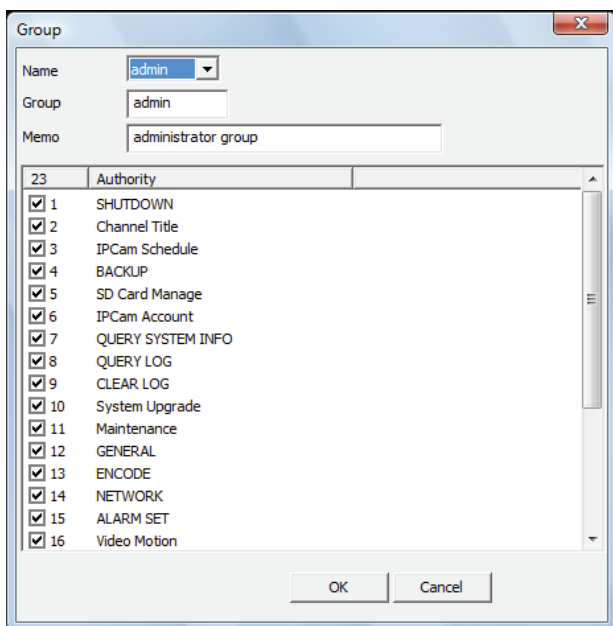 Group
Name admin
Group admin
Memo administrator group
23 Authority
1 SHUTDOWN
2 Channel Title
3 IPCam Schedule
4 BACKUP
5 SD Card Manage
6 IPCam Account
7 QUERY SYSTEM INFO
8 QUERY LOG
9 CLEAR LOG
10 System Upgrade
11 Maintenance
12 GENERAL
13 ENCODE
14 NETWORK
15 ALARM SET
16 Video Motion
OK Cancel